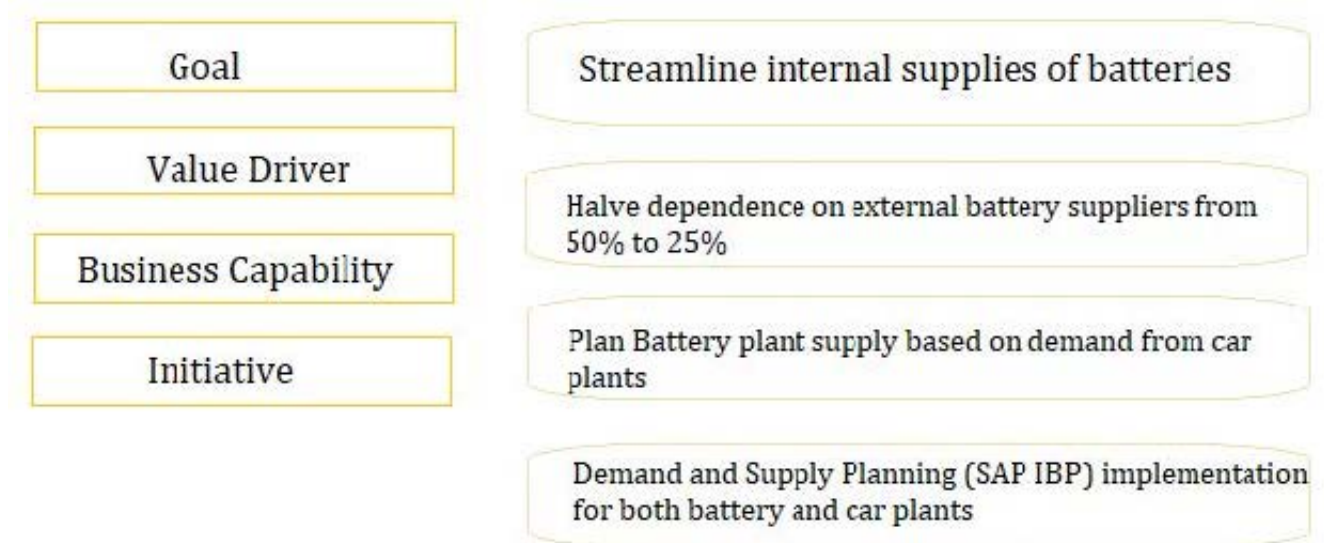 Goal
Value Driver
Business Capability
Initiative
Streamline internal supplies of batteries
Halve dependence on external battery suppliers from
50% to 25%
Plan Battery plant supply based on demand from car
plants
Demand and Supply Planning (SAP IBP) implementation
for both battery and car plants